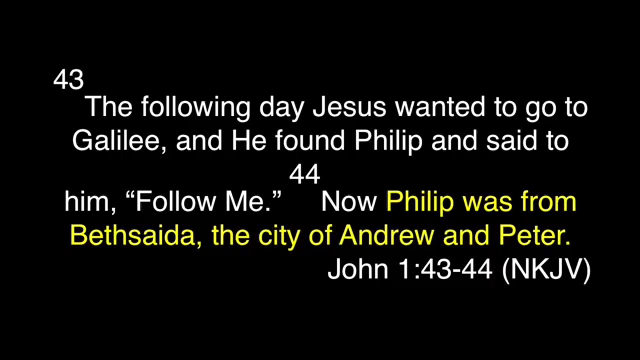 43
The following day Jesus wanted to go to
Galilee, and He found Philip and said to
44
him, “Follow Me.” Now Philip was from
Bethsaida, the city of Andrew and Peter.
John 1:43-44 (NKJV)